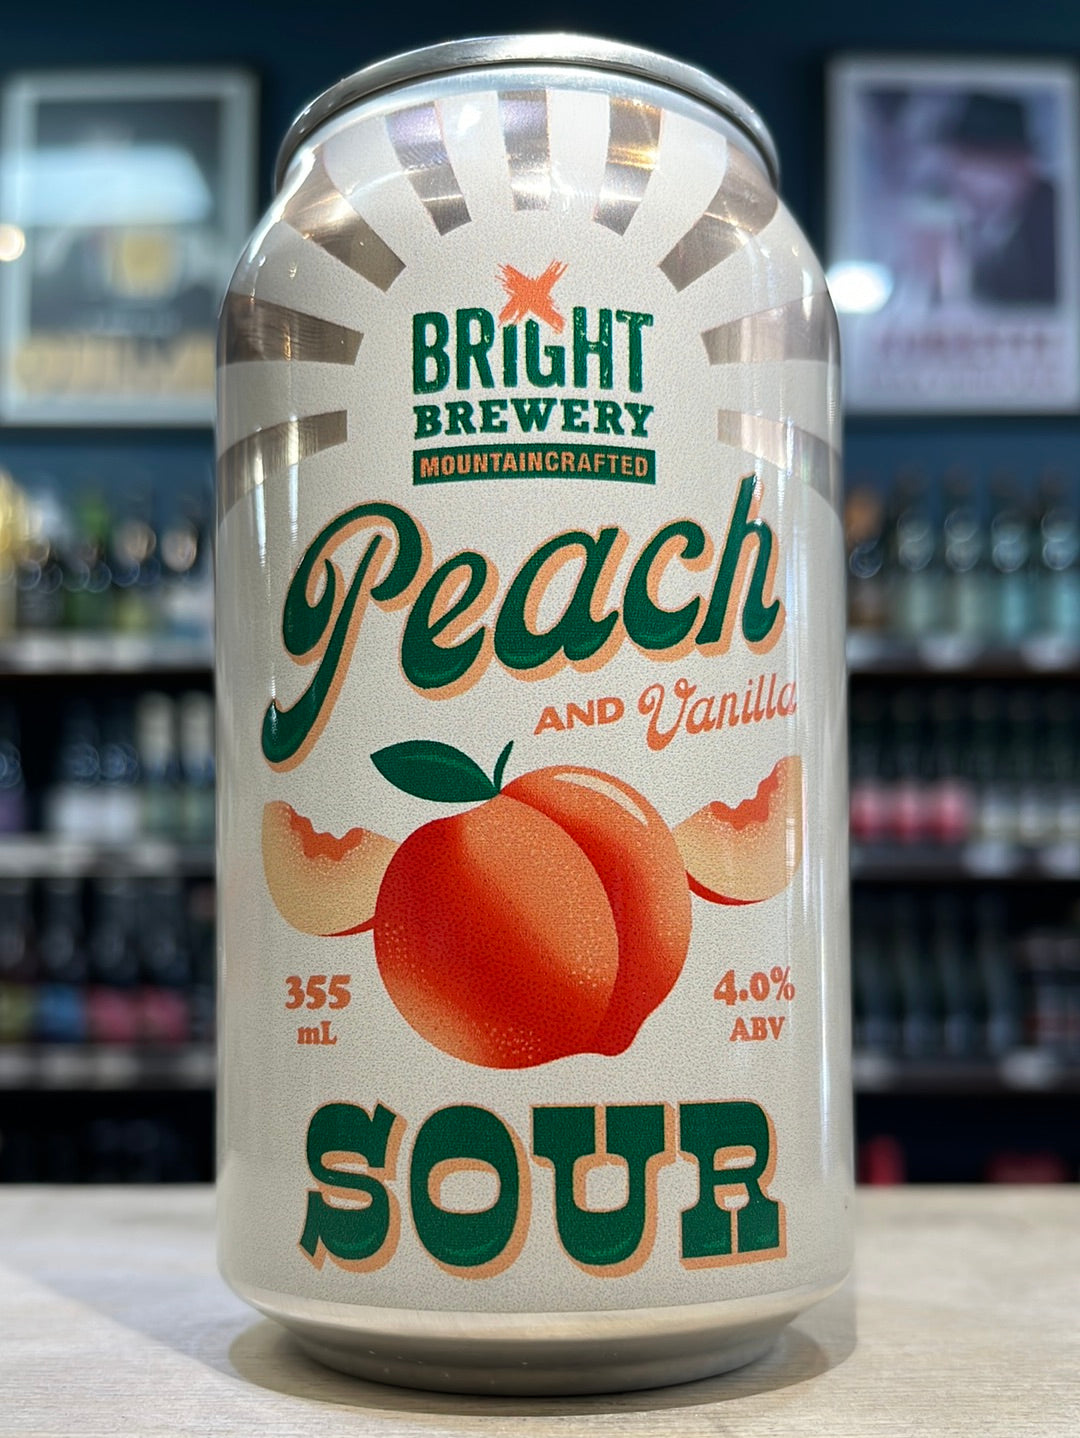 BRiGHT
BREWERY
MOUNTAINCRAFTED
Peach
AND Vanilla
355
mL
4.0%
ABV
SOUR